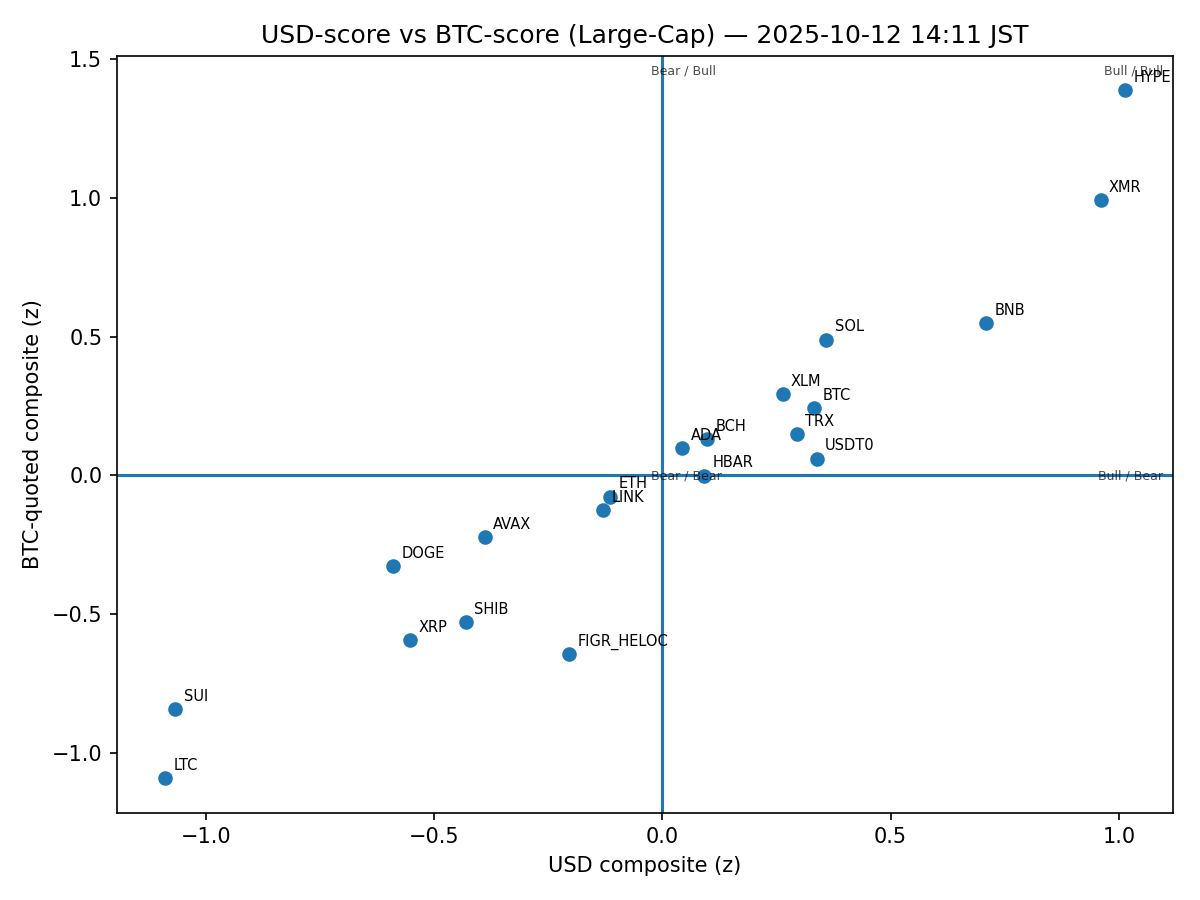 USD-score vs BTC-score (Large-Cap) — 2025-10-12 14:11 JST
1.5
Bear / Bull
Bull / Bull
HYPE
XMR
1.0
BNB
SOL
0.5
XLM
BTC
TRX
BCH
ADA
USDT0
HBAR
0.0
Bear / Bear
Bull / Bear
ETH
LINK
AVAX
DOGE
SHIB
−0.5
XRP
FIGR_HELOC
SUI
−1.0
LTC
BTC-quoted composite (z)
−1.0
−0.5
0.0
0.5
1.0
USD composite (z)